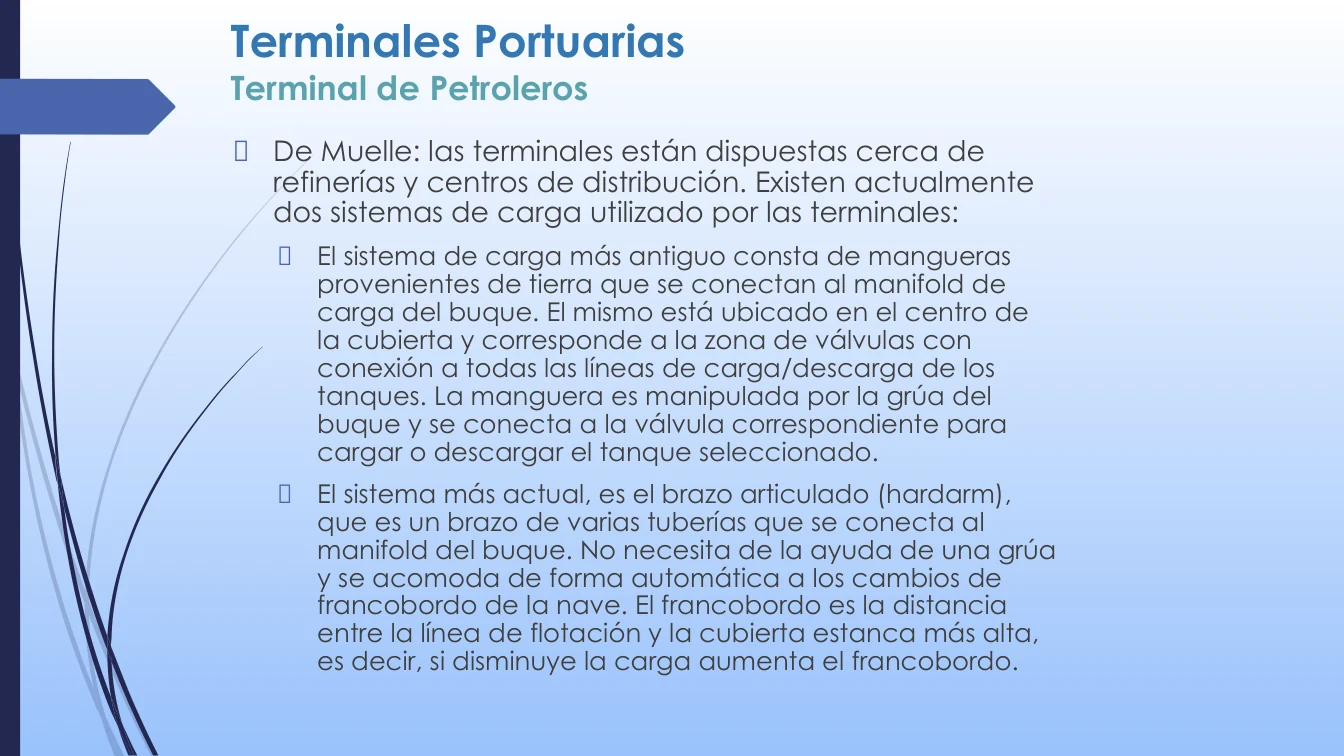 Terminales Portuarias
Terminal de Petroleros
De Muelle: las terminales están dispuestas cerca de
refinerías y centros de distribución. Existen actualmente
dos sistemas de carga utilizado por las terminales:
El sistema de carga más antiguo consta de mangueras
provenientes de tierra que se conectan al manifold de
carga del buque. El mismo está ubicado en el centro de
la cubierta y corresponde a la zona de válvulas con
conexión a todas las líneas de carga/descarga de los
tanques. La manguera es manipulada por la grúa del
buque y se conecta a la válvula correspondiente para
cargar o descargar el tanque seleccionado.
El sistema más actual, es el brazo articulado (hardarm),
que es un brazo de varias tuberías que se conecta al
manifold del buque. No necesita de la ayuda de una grúa
y se acomoda de forma automática a los cambios de
francobordo de la nave. El francobordo es la distancia
entre la línea de flotación y la cubierta estanca más alta,
es decir, si disminuye la carga aumenta el francobordo.